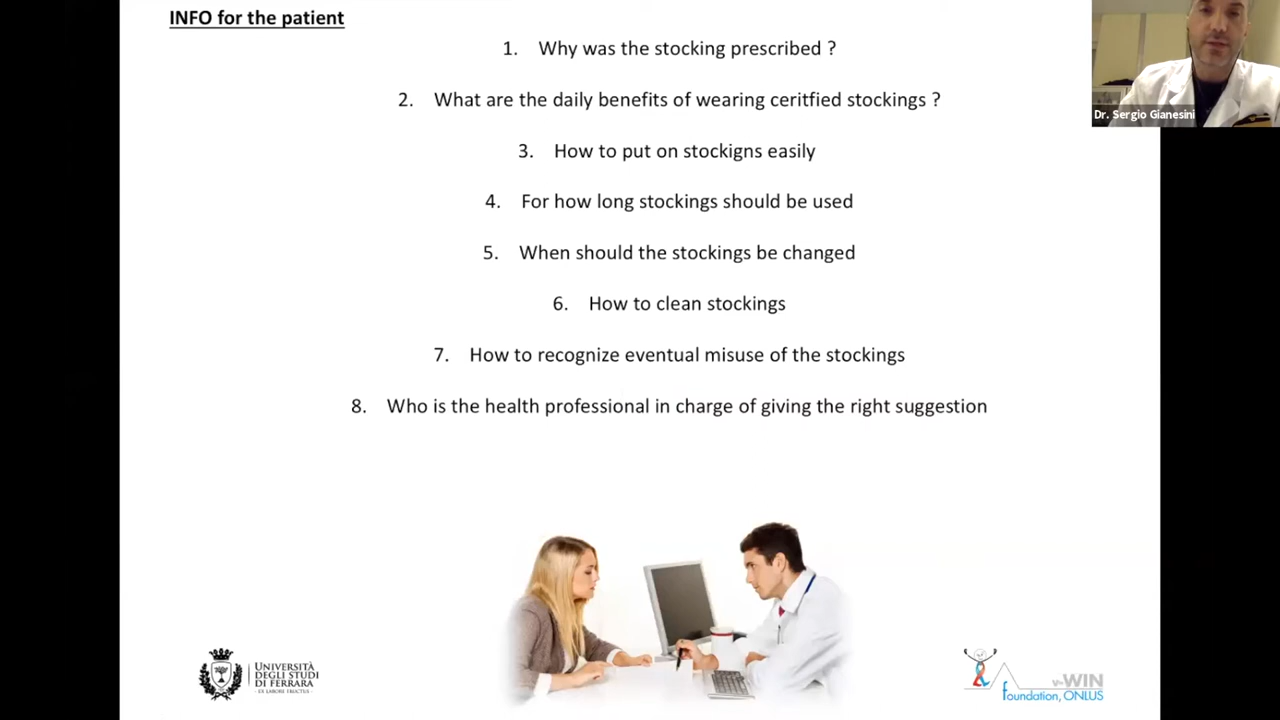 INFO for the patient
1. Why was the stocking prescribed ?
2. What are the daily benefits of wearing ceritfied stockings ?
3. How to put on stockigns easily
4. For how long stockings should be used
5. When should the stockings be changed
6. How to clean stockings
7. How to recognize eventual misuse of the stockings
8. Who is the health professional in charge of giving the right suggestion
Dr. Sergio Gianesini
UNIVERSITÀ
DEGLI STUDI
DI FERRARA
- EX LABORE FRUCTUS -
v-WIN
foundation, ONLUS